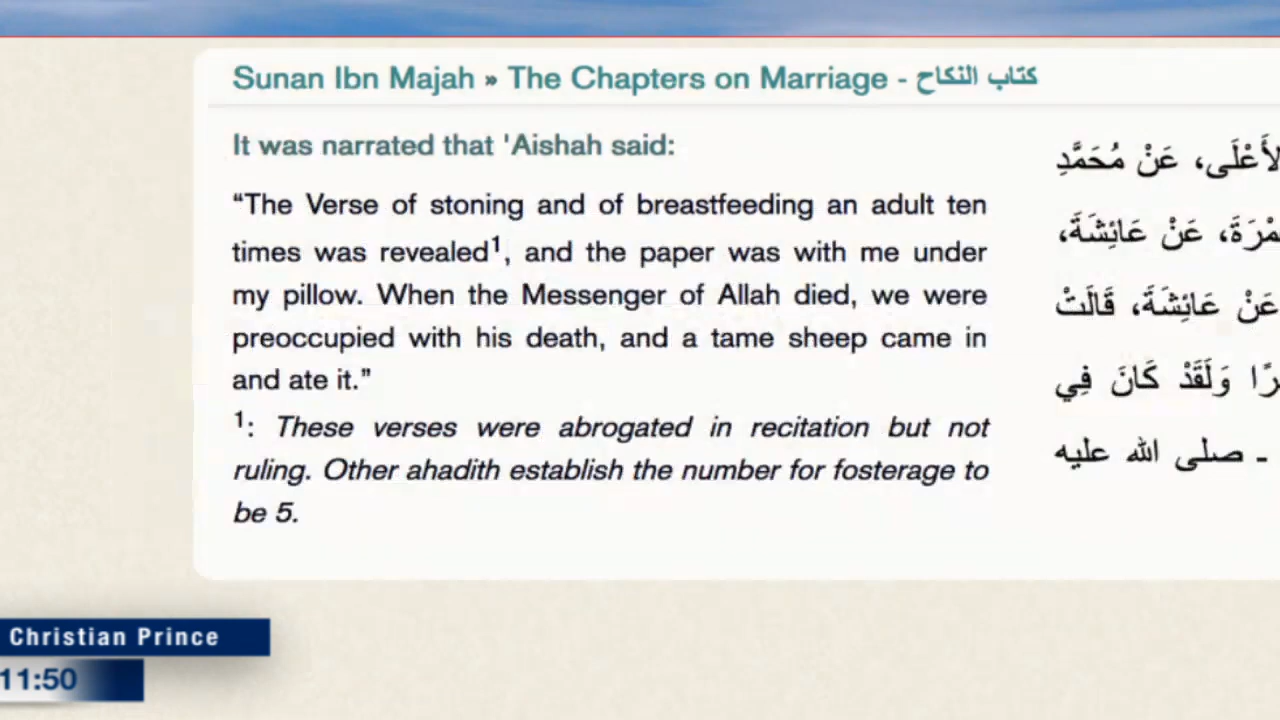 Sunan Ibn Majah » The Chapters on Marriage - كتاب النكاح
It was narrated that 'Aishah said:
“The Verse of stoning and of breastfeeding an adult ten
times was revealed¹, and the paper was with me under
my pillow. When the Messenger of Allah died, we were
preoccupied with his death, and a tame sheep came in
and ate it.”
¹: These verses were abrogated in recitation but not
ruling. Other ahadith establish the number for fosterage to
be 5.
عَنْ مُحَمَّدِ
عَنْ عَائِشَةَ،
عَنْ عَائِشَةَ، قَالَتْ
وَلَقَدْ كَانَ فِي
ـ صلى الله عليه
Christian Prince
11:50